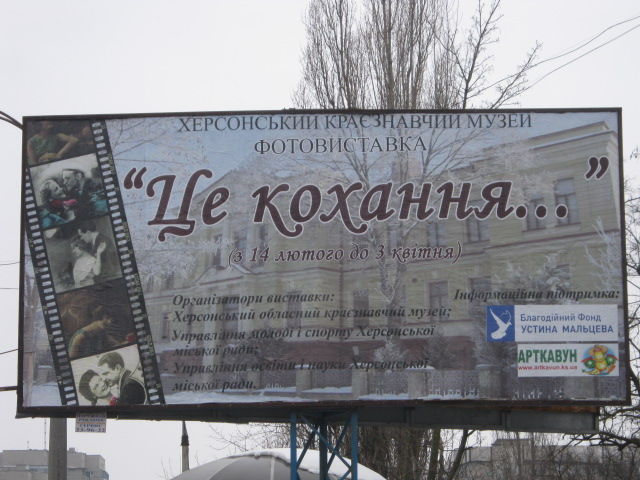 ХЕРСОНСЬКИЙ КРАЄЗНАВЧИЙ МУЗЕЙ
ФОТОВИСТАВКА
“Це кохання...”
(з 14 лютого до 3 квітня)
Організатори виставки:
- Херсонський обласний краєзнавчий музей;
- Управління молоді і спорту Херсонської
міської ради;
- Управління освіти і науки Херсонської
міської ради.
Інформаційна підтримка:
Благодійний Фонд
УСТИНА МАЛЬЦЕВА
АРТКАВУН
www.artkavun.ks.ua